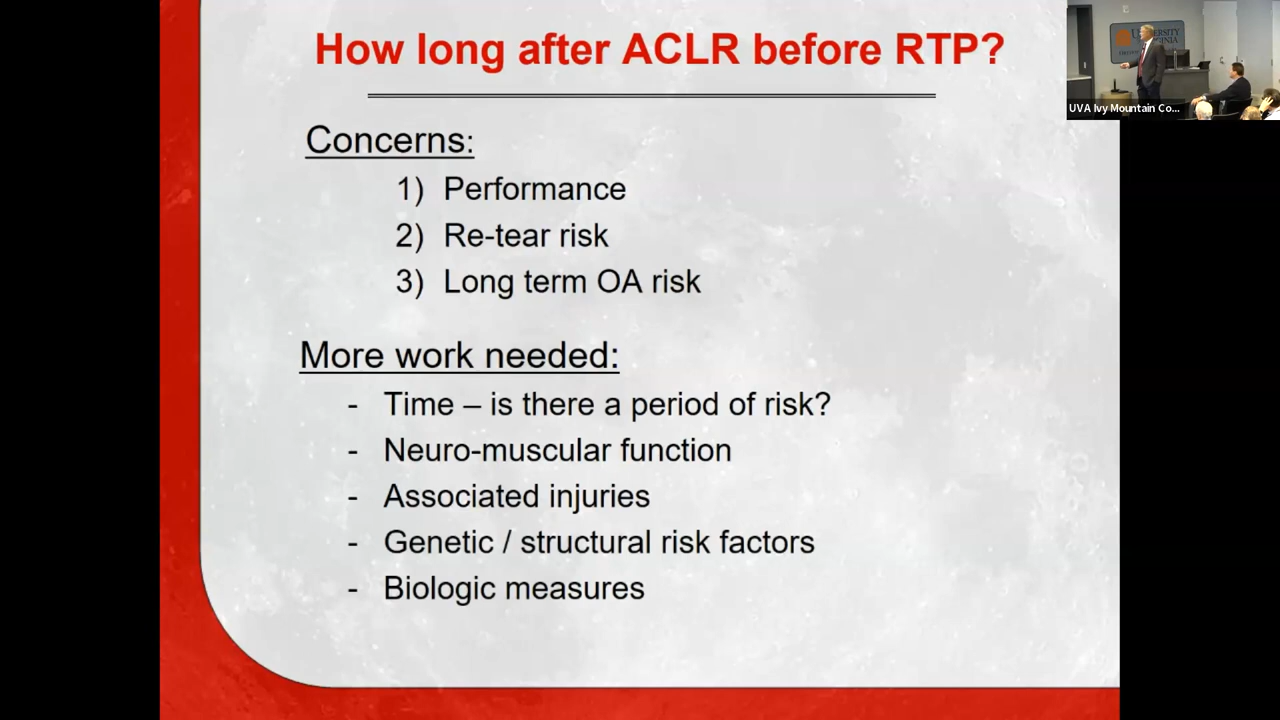 How long after ACLR before RTP?
Concerns:
1) Performance
2) Re-tear risk
3) Long term OA risk
More work needed:
- Time – is there a period of risk?
- Neuro-muscular function
- Associated injuries
- Genetic / structural risk factors
- Biologic measures
UVA Ivy Mountain Co...